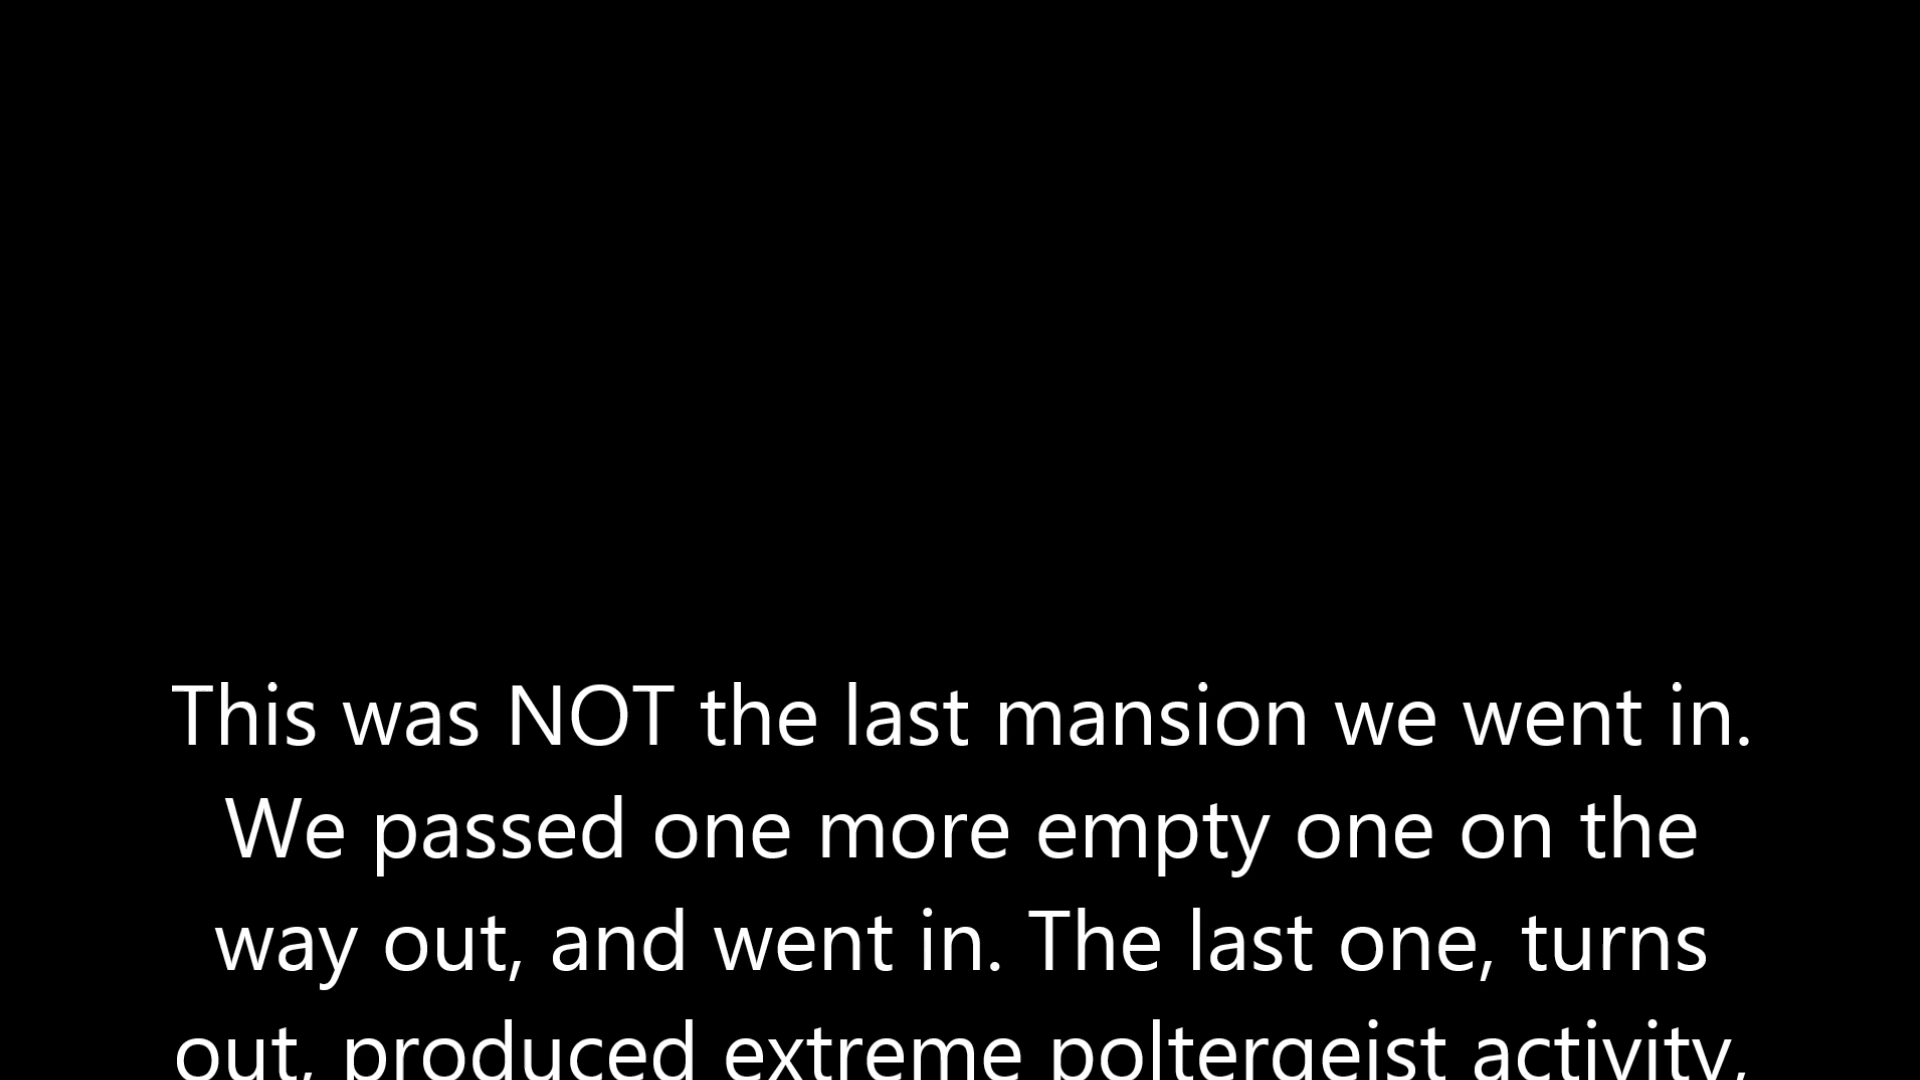 This was NOT the last mansion we went in.
We passed one more empty one on the
way out, and went in. The last one, turns
out, produced extreme poltergeist activity,